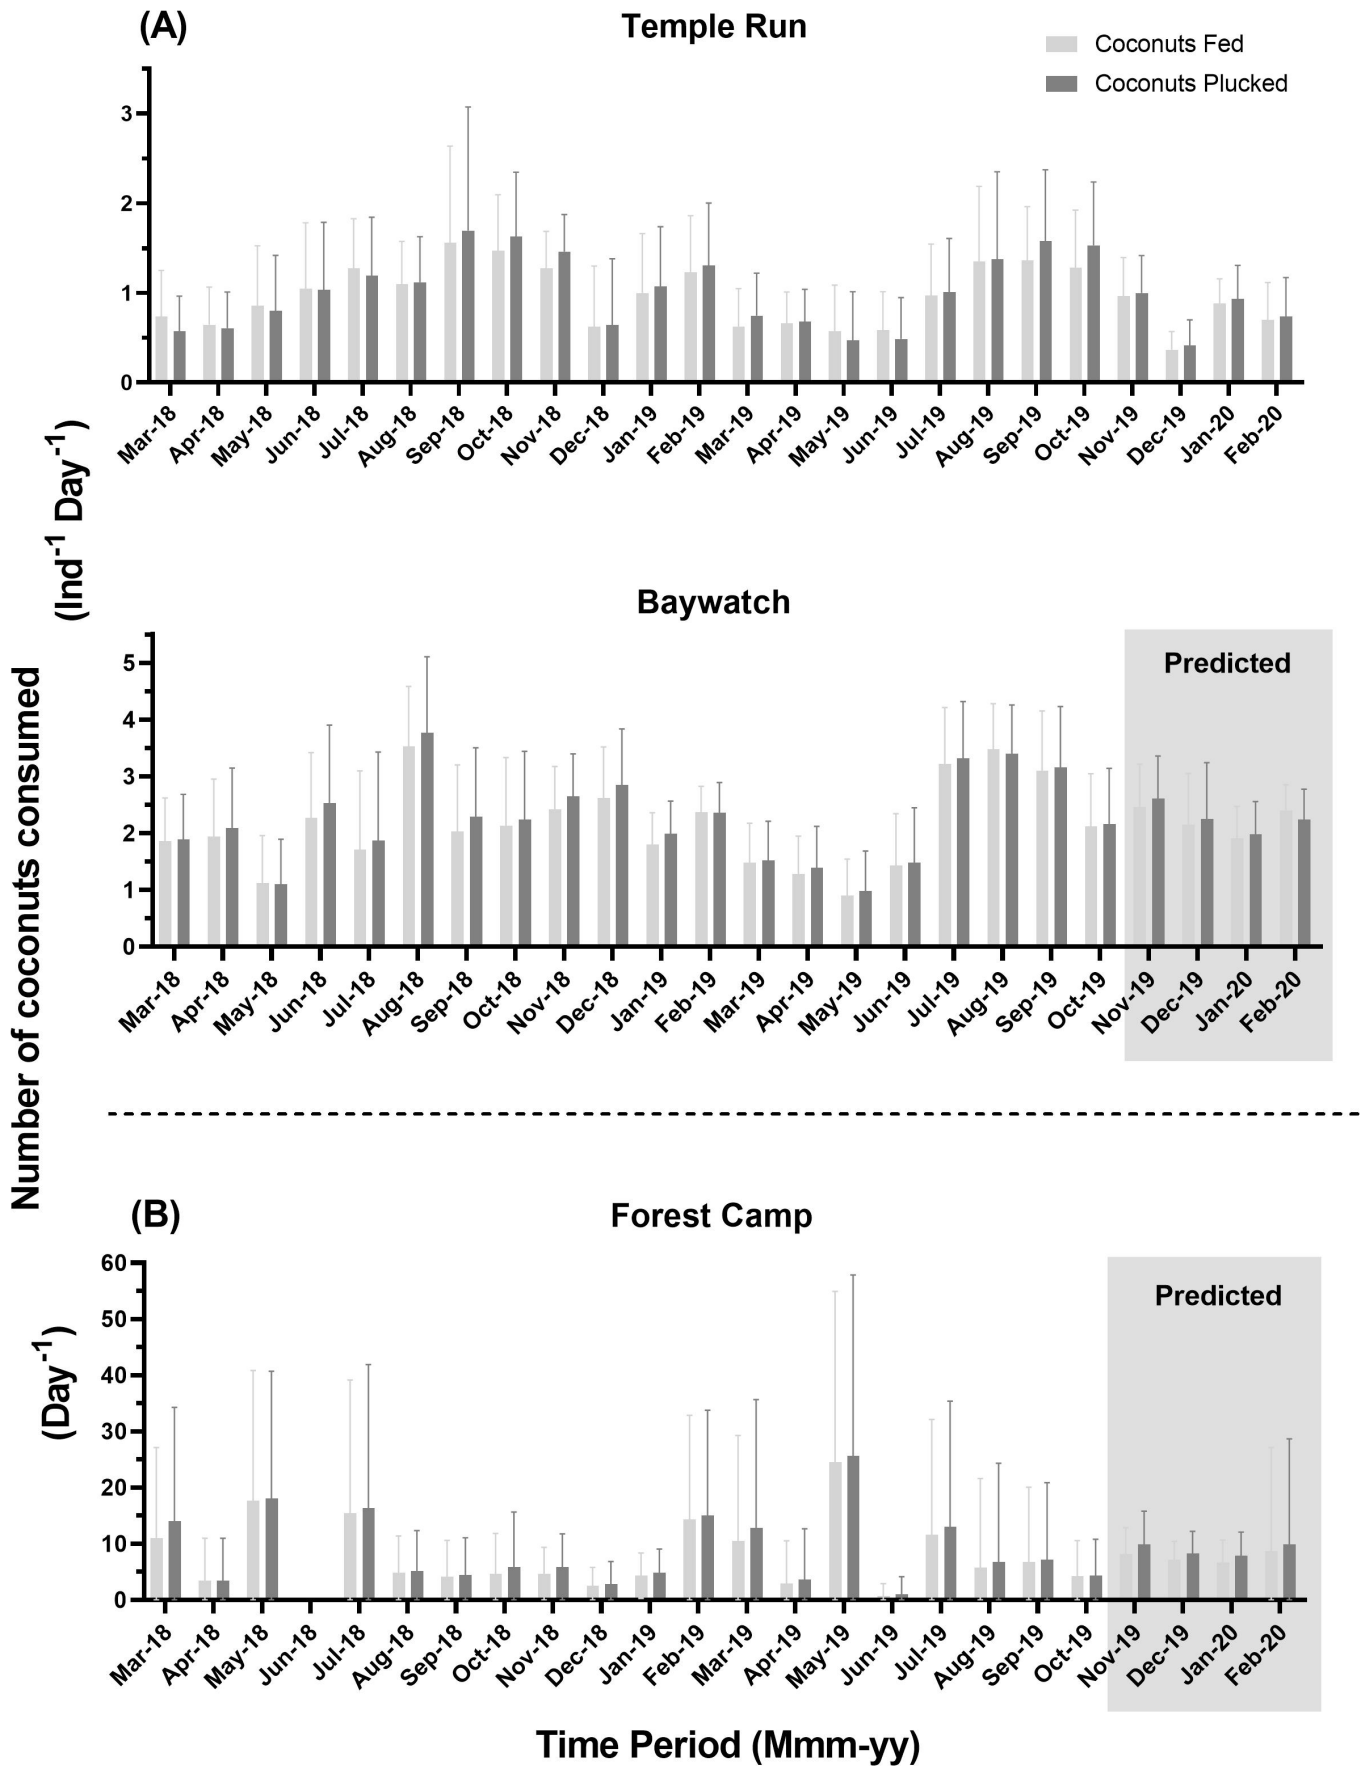 (A)
Temple Run
Coconuts Fed
Coconuts Plucked
3
2
1
0
Mar-18
Apr-18
May-18
Jun-18
Jul-18
Aug-18
Sep-18
Oct-18
Nov-18
Dec-18
Jan-19
Feb-19
Mar-19
Apr-19
May-19
Jun-19
Jul-19
Aug-19
Sep-19
Oct-19
Nov-19
Dec-19
Jan-20
Feb-20
Number of coconuts consumed
(Ind⁻¹ Day⁻¹)
Baywatch
Predicted
5
4
3
2
1
0
Mar-18
Apr-18
May-18
Jun-18
Jul-18
Aug-18
Sep-18
Oct-18
Nov-18
Dec-18
Jan-19
Feb-19
Mar-19
Apr-19
May-19
Jun-19
Jul-19
Aug-19
Sep-19
Oct-19
Nov-19
Dec-19
Jan-20
Feb-20
(B)
Forest Camp
Predicted
(Day⁻¹)
60
50
40
30
20
10
0
Mar-18
Apr-18
May-18
Jun-18
Jul-18
Aug-18
Sep-18
Oct-18
Nov-18
Dec-18
Jan-19
Feb-19
Mar-19
Apr-19
May-19
Jun-19
Jul-19
Aug-19
Sep-19
Oct-19
Nov-19
Dec-19
Jan-20
Feb-20
Time Period (Mmm-yy)